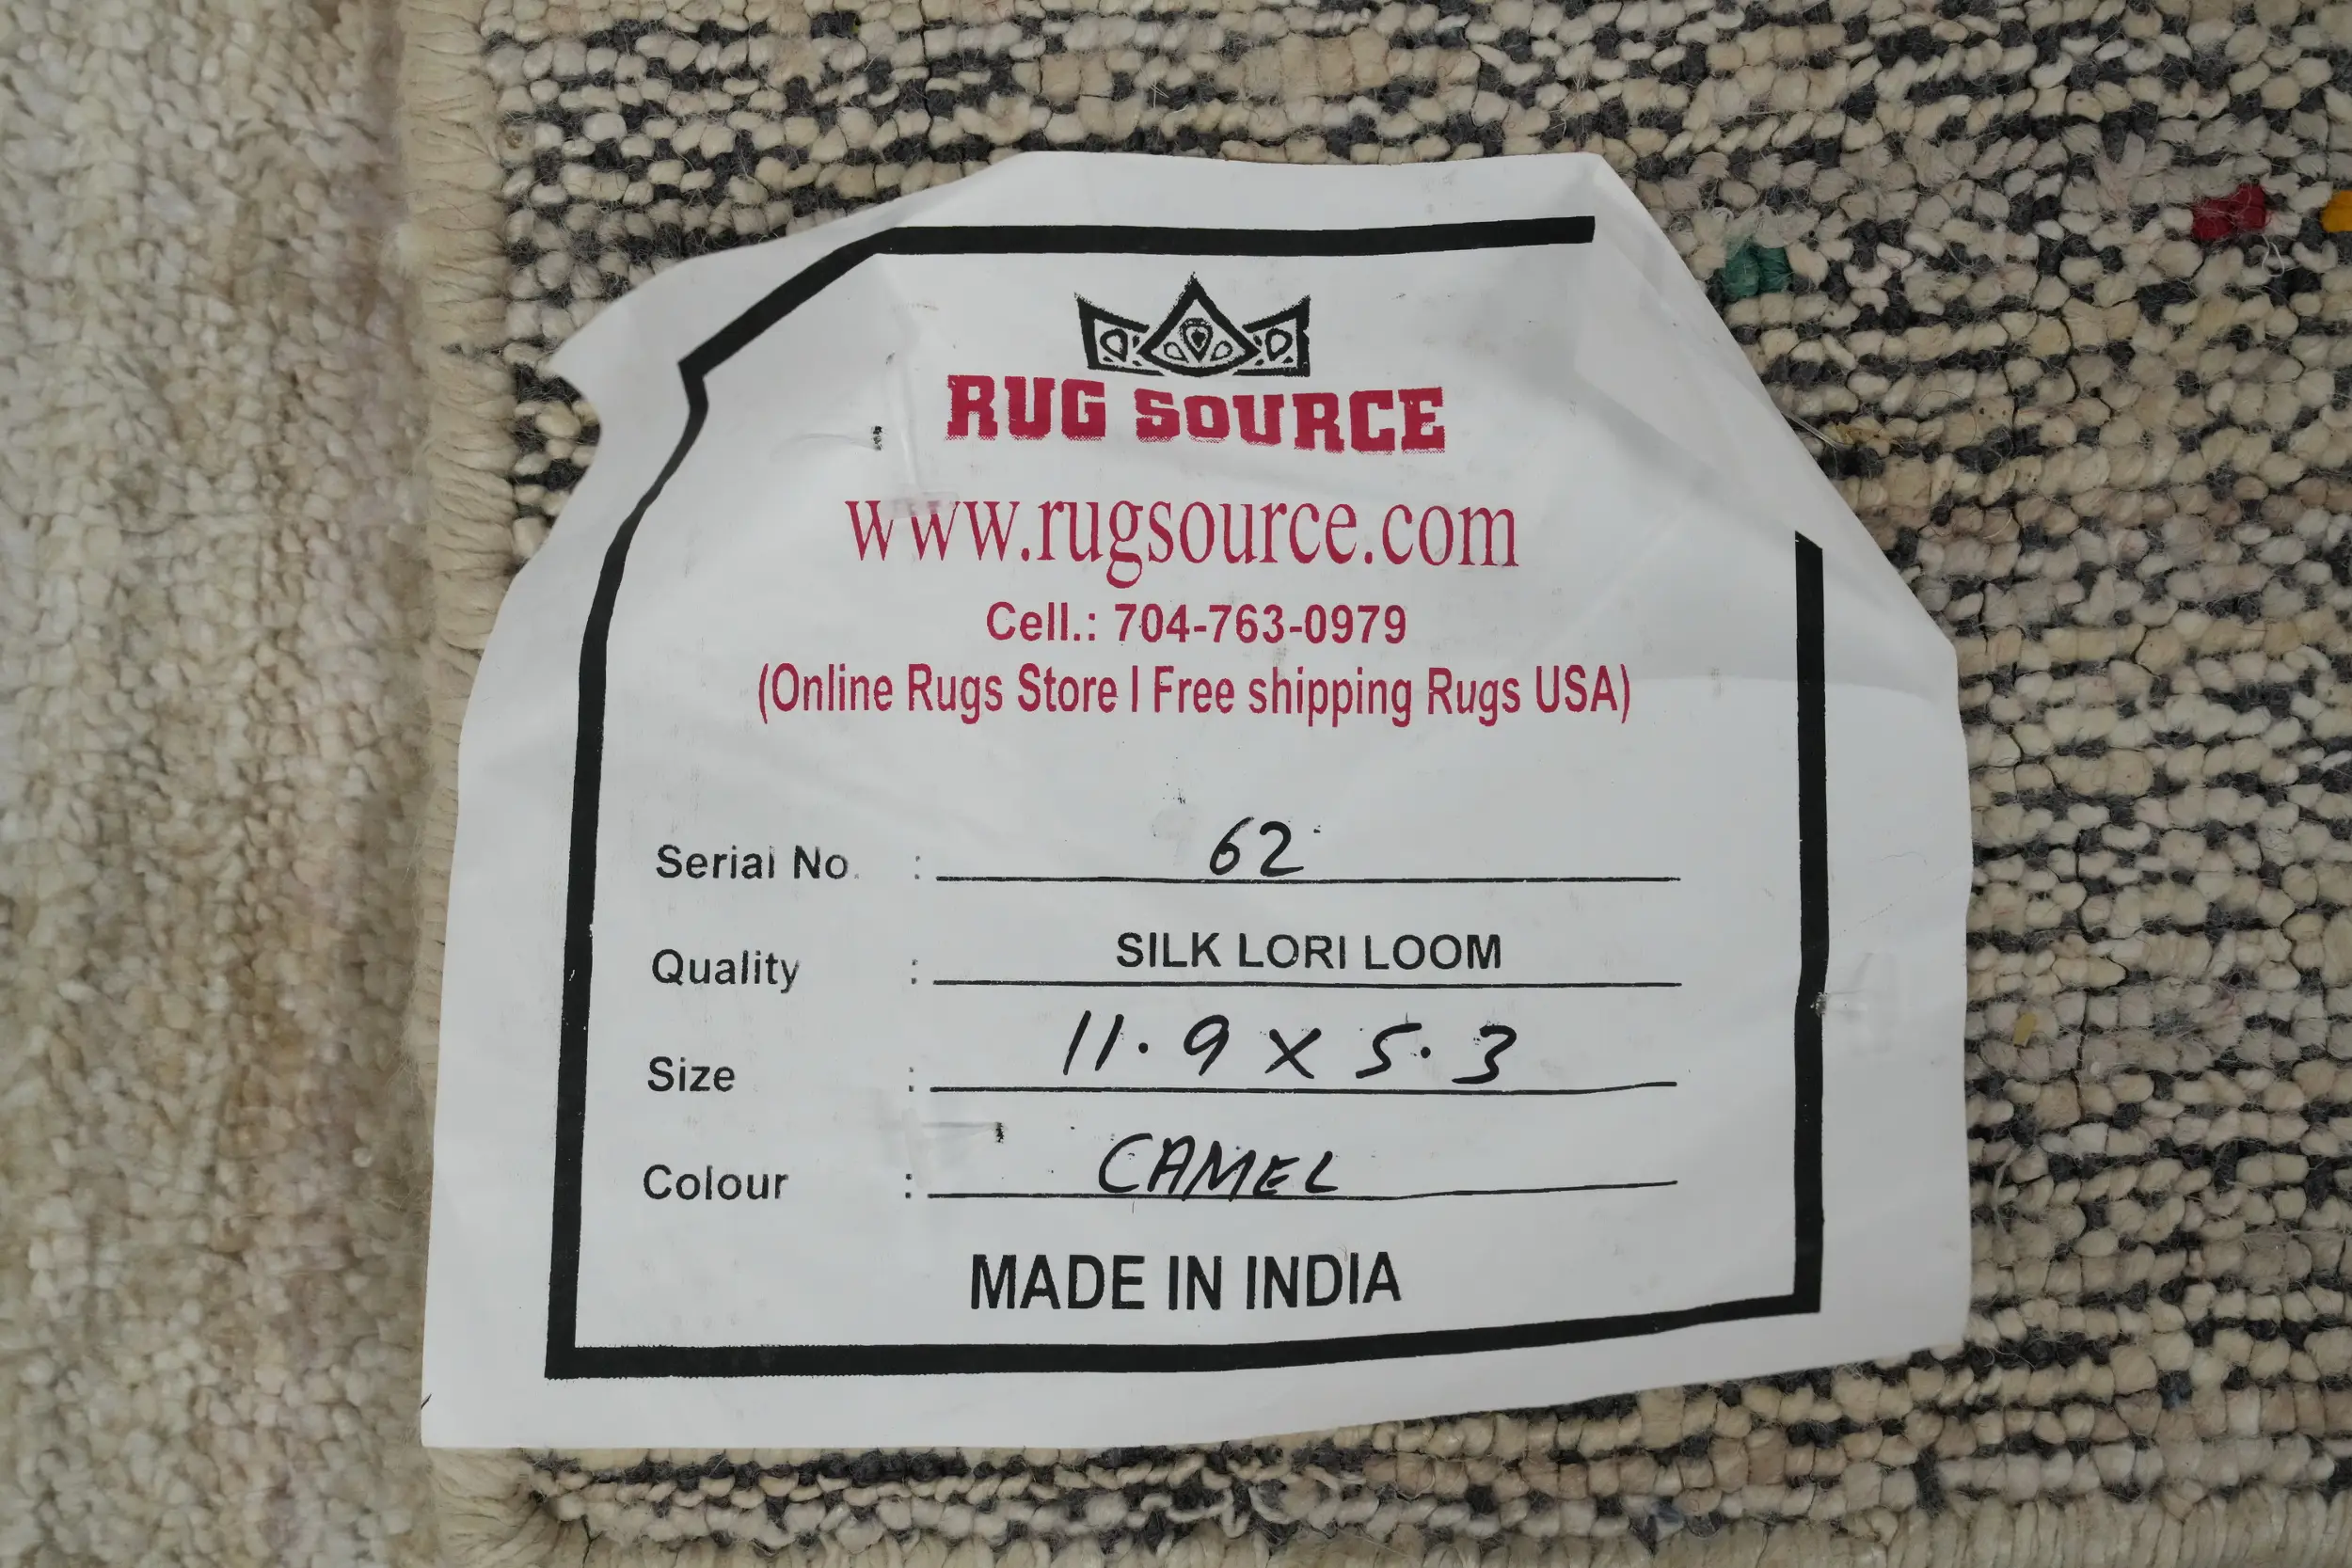 RUG SOURCE
www.rugsource.com
Cell.: 704-763-0979
(Online Rugs Store | Free shipping Rugs USA)
Serial No. : 62
Quality : SILK LORI LOOM
Size : 11.9 X 5.3
Colour : CAMEL
MADE IN INDIA